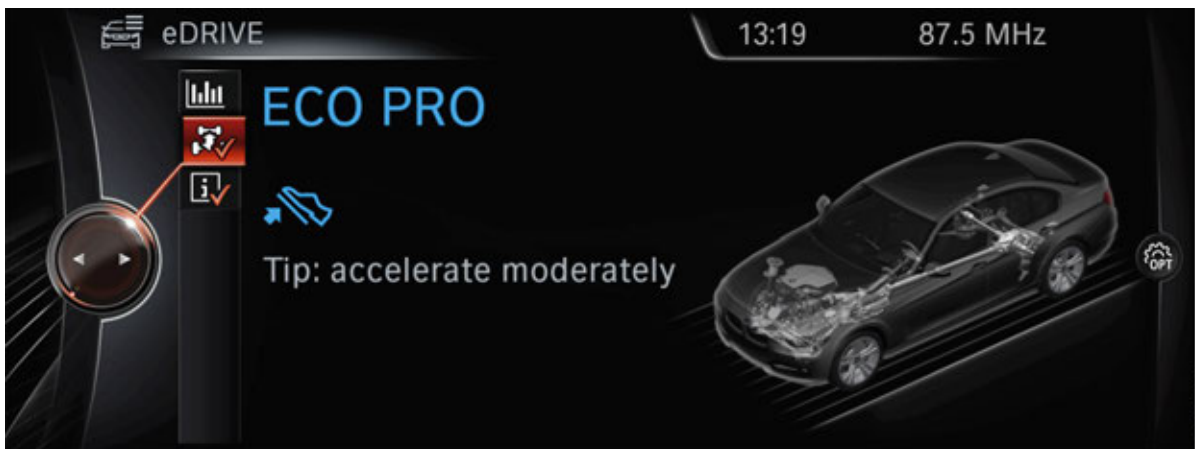 eDRIVE
13:19
87.5 MHz
ECO PRO
Tip: accelerate moderately
OPT